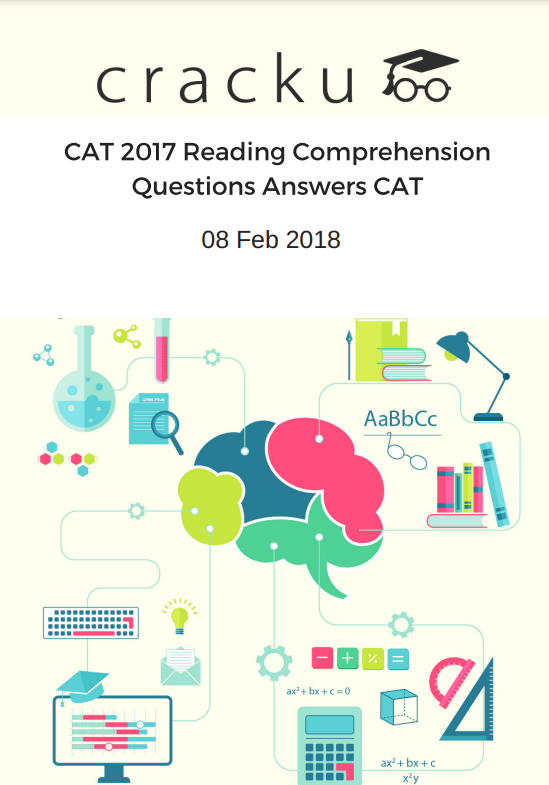 cracku
CAT 2017 Reading Comprehension
Questions Answers CAT
08 Feb 2018
AaBbCc
ax² + bx + c = 0
ax² + bx + c
x²y